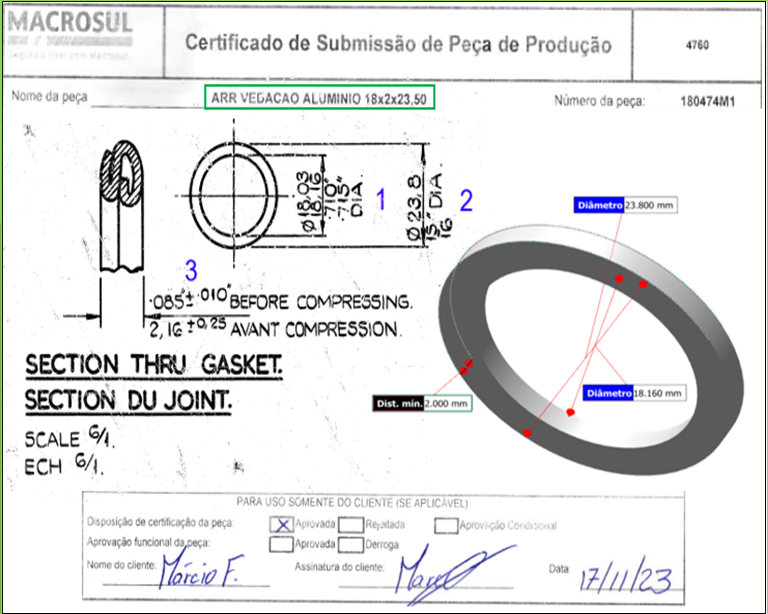 MACROSUL
Certificado de Submissão de Peça de Produção
4760
Nome da peça
ARR VEDACAO ALUMINIO 18x2x23,50
Número da peça:
180474M1
Ø18,03
18,16
.710"
.715"
DIA.
1
Ø 23,8
15" DIA.
16
2
Diâmetro 23.800 mm
3
.085"±.010" BEFORE COMPRESSING.
2,16 ±0,25 AVANT COMPRESSION.
Diâmetro 18.160 mm
Dist. mín. 2.000 mm
SECTION THRU GASKET.
SECTION DU JOINT.
SCALE 6/1.
ECH 6/1.
PARA USO SOMENTE DO CLIENTE (SE APLICÁVEL)
Disposição de certificação da peça:
X Aprovada
Rejeitada
Aprovação Condicional
Aprovação funcional da peça:
Aprovada
Derroga
Nome do cliente:
Márcio F.
Assinatura do cliente:
Data:
17/11/23